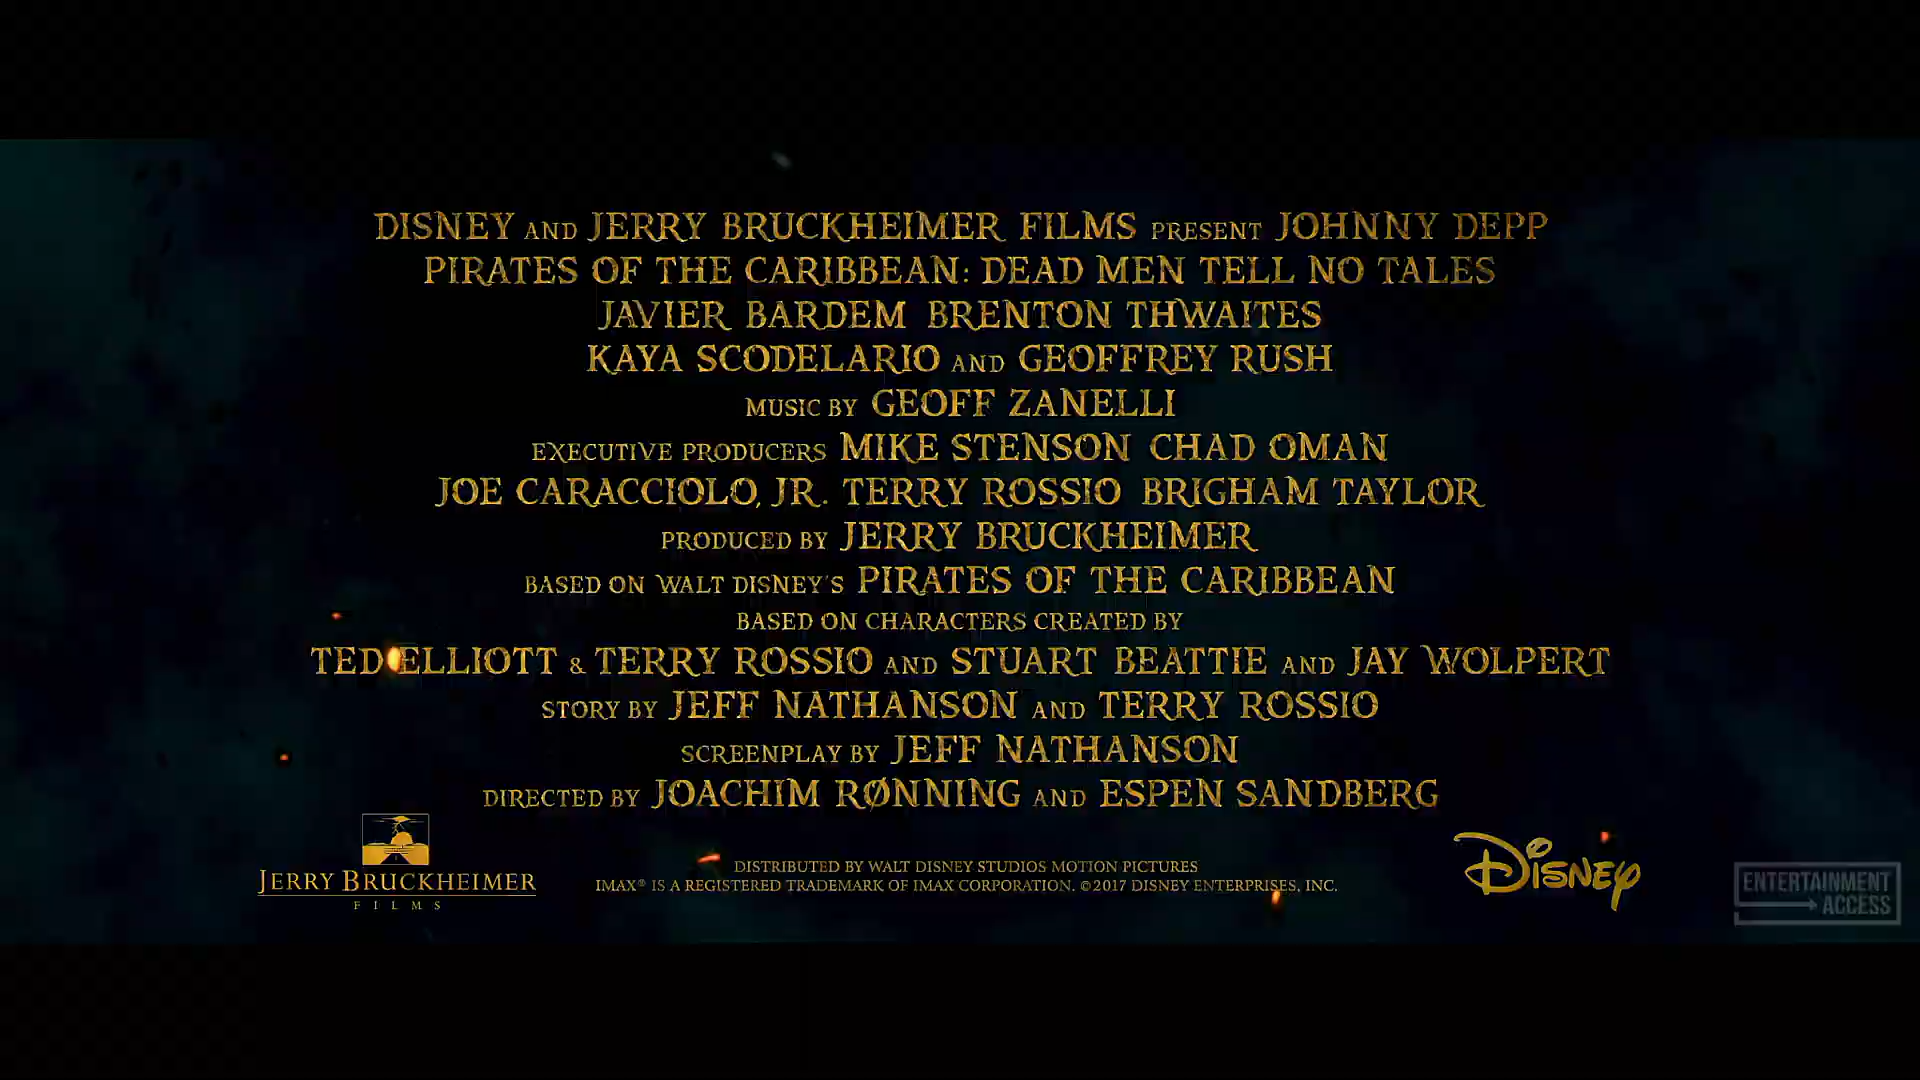 DISNEY AND JERRY BRUCKHEIMER FILMS PRESENT JOHNNY DEPP
PIRATES OF THE CARIBBEAN: DEAD MEN TELL NO TALES
JAVIER BARDEM BRENTON THWAITES
KAYA SCODELARIO AND GEOFFREY RUSH
MUSIC BY GEOFF ZANELLI
EXECUTIVE PRODUCERS MIKE STENSON CHAD OMAN
JOE CARACCIOLO, JR. TERRY ROSSIO BRIGHAM TAYLOR
PRODUCED BY JERRY BRUCKHEIMER
BASED ON WALT DISNEY'S PIRATES OF THE CARIBBEAN
BASED ON CHARACTERS CREATED BY
TED ELLIOTT & TERRY ROSSIO AND STUART BEATTIE AND JAY WOLPERT
STORY BY JEFF NATHANSON AND TERRY ROSSIO
SCREENPLAY BY JEFF NATHANSON
DIRECTED BY JOACHIM RØNNING AND ESPEN SANDBERG
JERRY BRUCKHEIMER
FILMS
DISTRIBUTED BY WALT DISNEY STUDIOS MOTION PICTURES
IMAX® IS A REGISTERED TRADEMARK OF IMAX CORPORATION. ©2017 DISNEY ENTERPRISES, INC.
DISNEY
ENTERTAINMENT
ACCESS